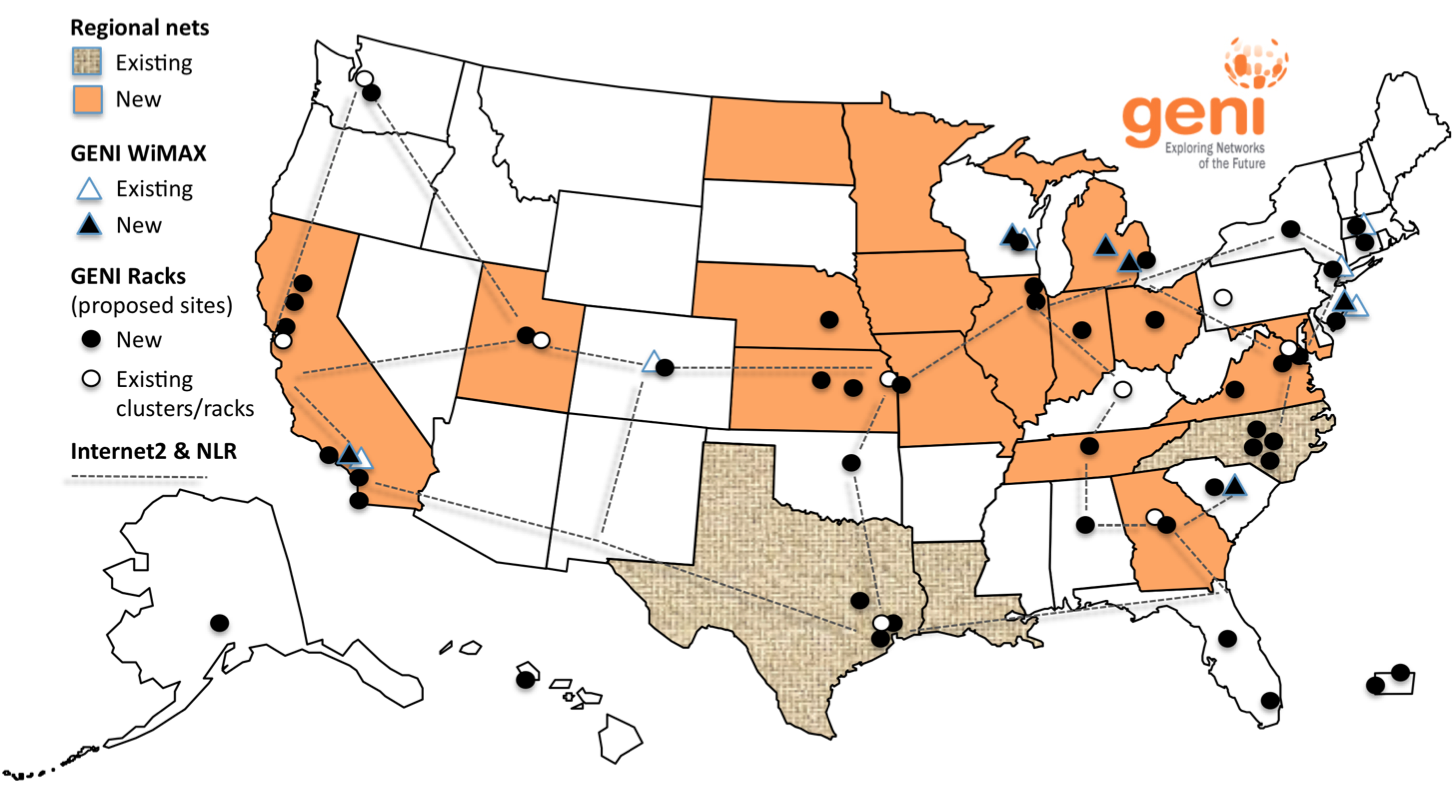 Regional nets
Existing
New
GENI WiMAX
Existing
New
GENI Racks
(proposed sites)
New
Existing
clusters/racks
Internet2 & NLR
geni
Exploring Networks
of the Future